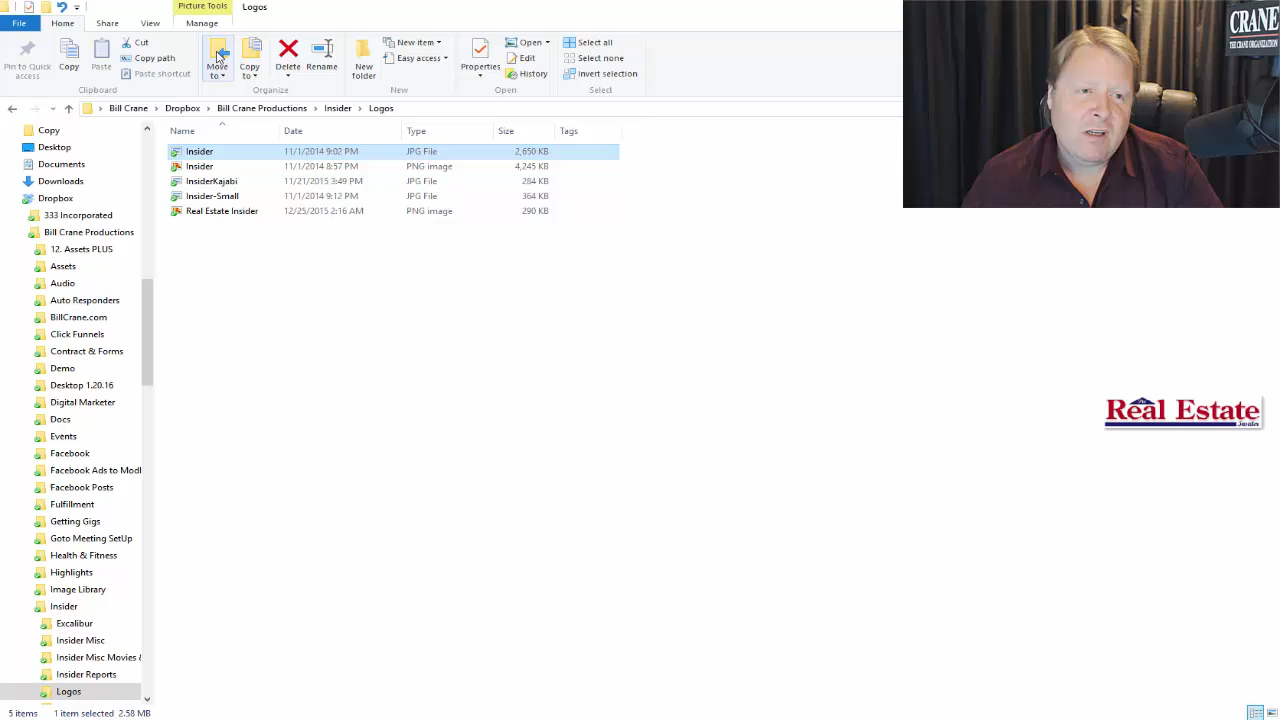 Picture Tools Logos
File Home Share View Manage
Pin to Quick access Copy Paste Cut Copy path Paste shortcut Move to Copy to Delete Rename New folder New item Easy access Properties Open Edit History Select all Select none Invert selection
Clipboard Organize New Open Select
Bill Crane Dropbox Bill Crane Productions Insider Logos
Name Date Type Size Tags
Insider 11/1/2014 9:02 PM JPG File 2,650 KB
Insider 11/1/2014 8:57 PM PNG image 4,245 KB
InsiderKajabi 11/21/2015 3:49 PM JPG File 284 KB
Insider-Small 11/1/2014 9:12 PM JPG File 364 KB
Real Estate Insider 12/25/2015 2:16 AM PNG image 290 KB
Copy
Desktop
Documents
Downloads
Dropbox
333 Incorporated
Bill Crane Productions
12. Assets PLUS
Assets
Audio
Auto Responders
BillCrane.com
Click Funnels
Contract & Forms
Demo
Desktop 1.20.16
Digital Marketer
Docs
Events
Facebook
Facebook Ads to Modl
Facebook Posts
Fulfillment
Getting Gigs
Goto Meeting SetUp
Health & Fitness
Highlights
Image Library
Insider
Excalibur
Insider Misc
Insider Misc Movies &
Insider Reports
Logos
5 items 1 item selected 2.58 MB
CRANE
THE CRANE ORGANIZATION
The
Real Estate
Insider